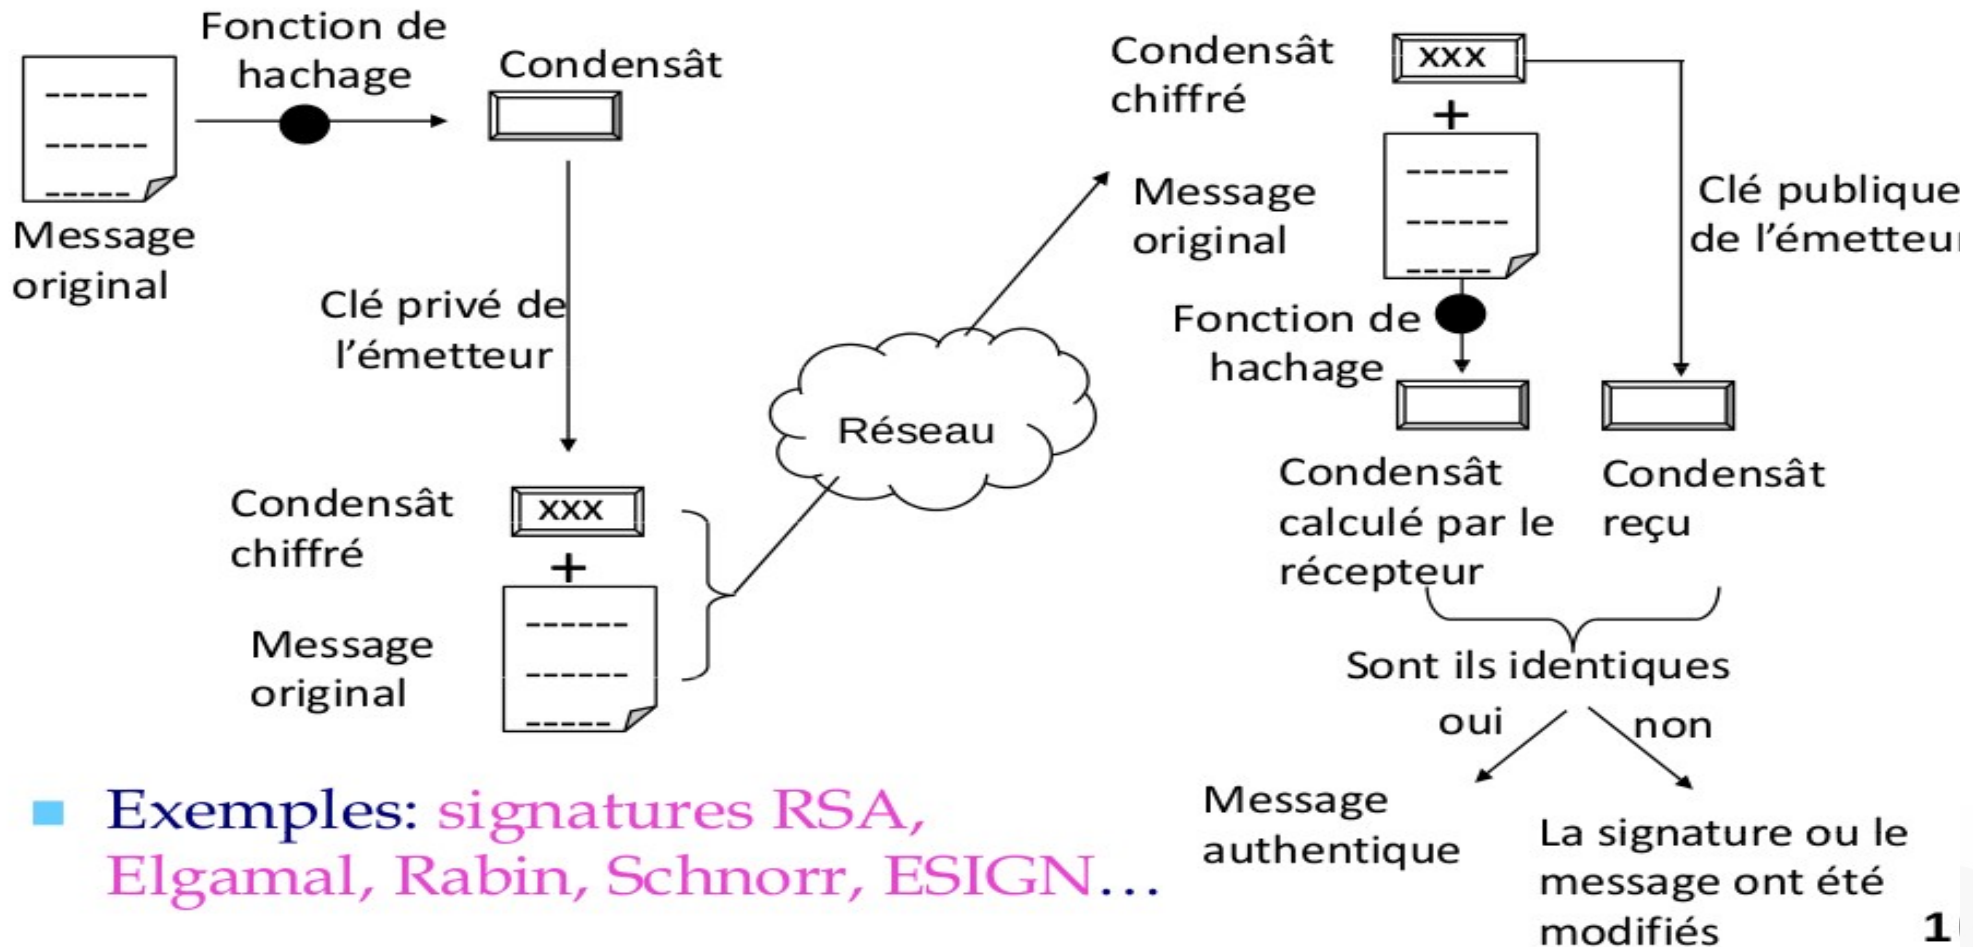 Fonction de
hachage
Condensât
Message
original
Clé privé de
l’émetteur
Condensât
chiffré
xxx
+
Message
original
Réseau
Condensât
chiffré
xxx
+
Message
original
Clé publique
de l’émetteur
Fonction de
hachage
Condensât
calculé par le
récepteur
Condensât
reçu
Sont ils identiques
oui
non
Message
authentique
La signature ou le
message ont été
modifiés
Exemples: signatures RSA,
Elgamal, Rabin, Schnorr, ESIGN…